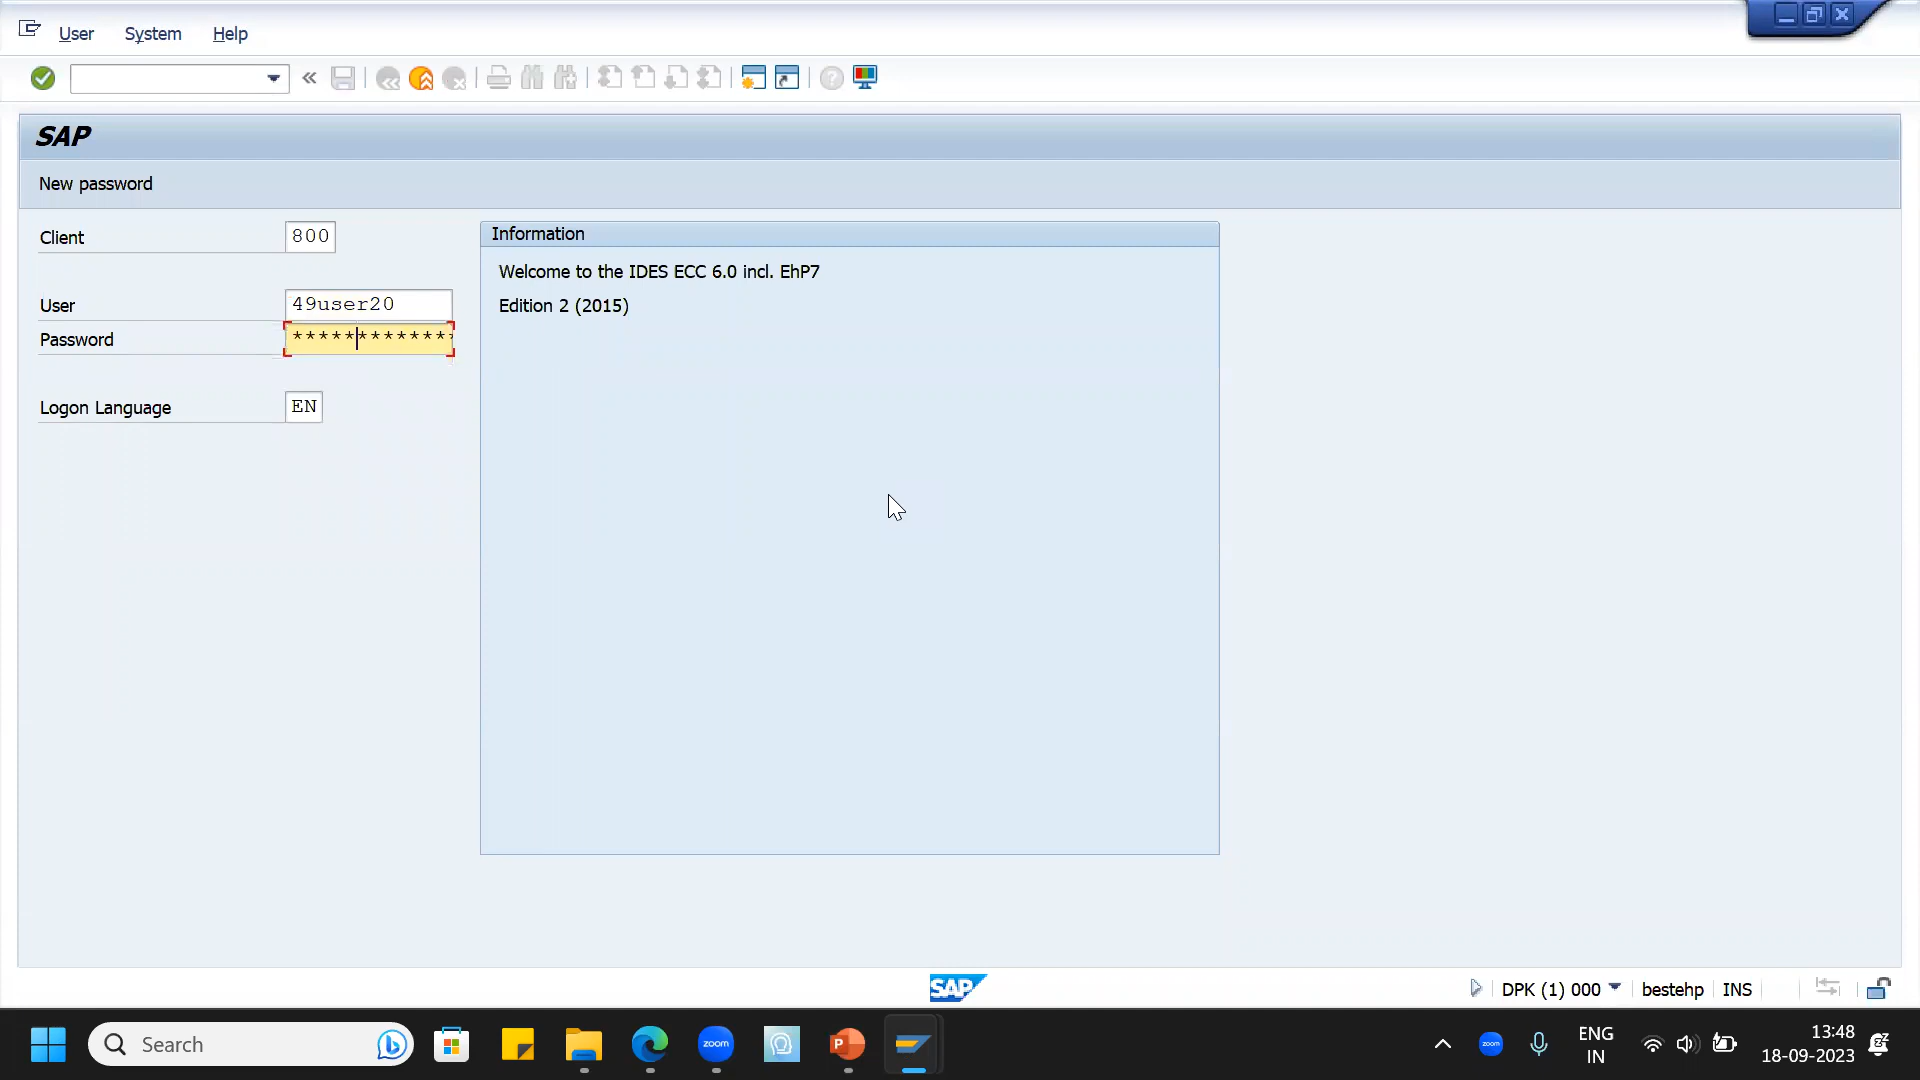 User System Help
SAP
New password
Client 800
Information
Welcome to the IDES ECC 6.0 incl. EhP7
User 49user20
Edition 2 (2015)
Password *************
Logon Language EN
SAP
DPK (1) 000 bestehp INS
Search
zoom
P
zoom
ENG
IN
13:48
18-09-2023